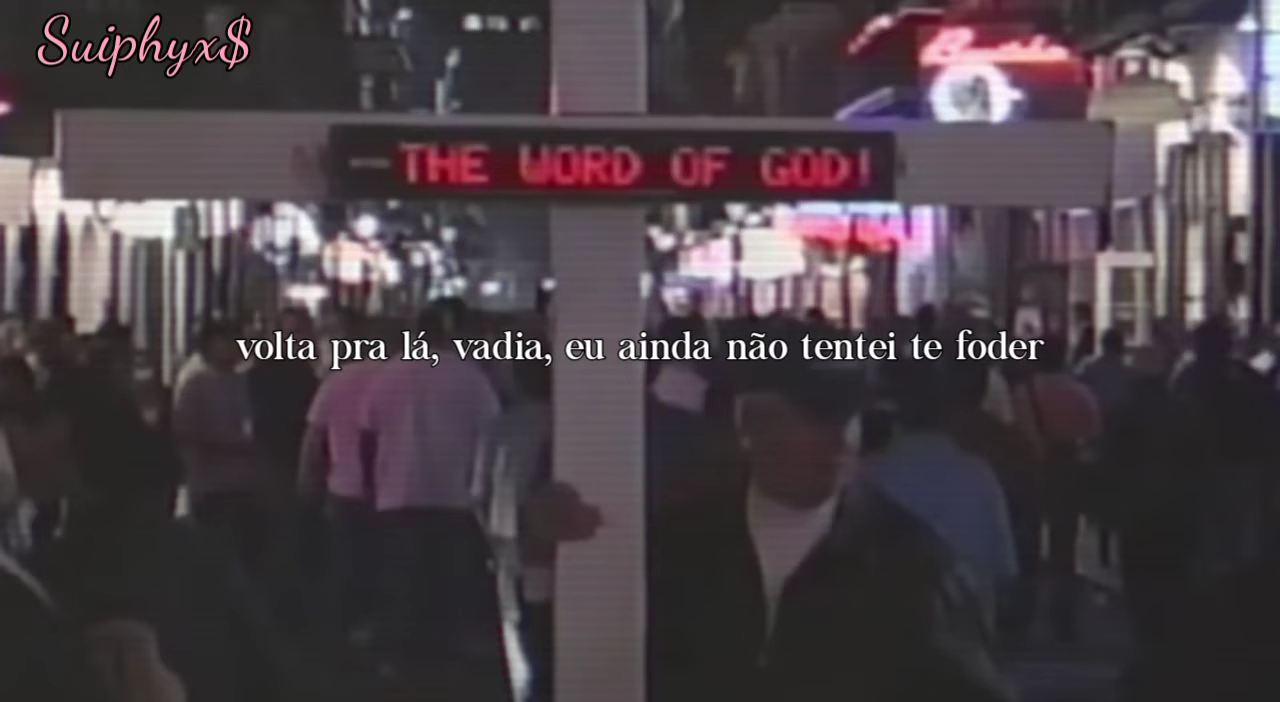 Suiphyx$
THE WORD OF GOD!
volta pra lá, vadia, eu ainda não tentei te foder